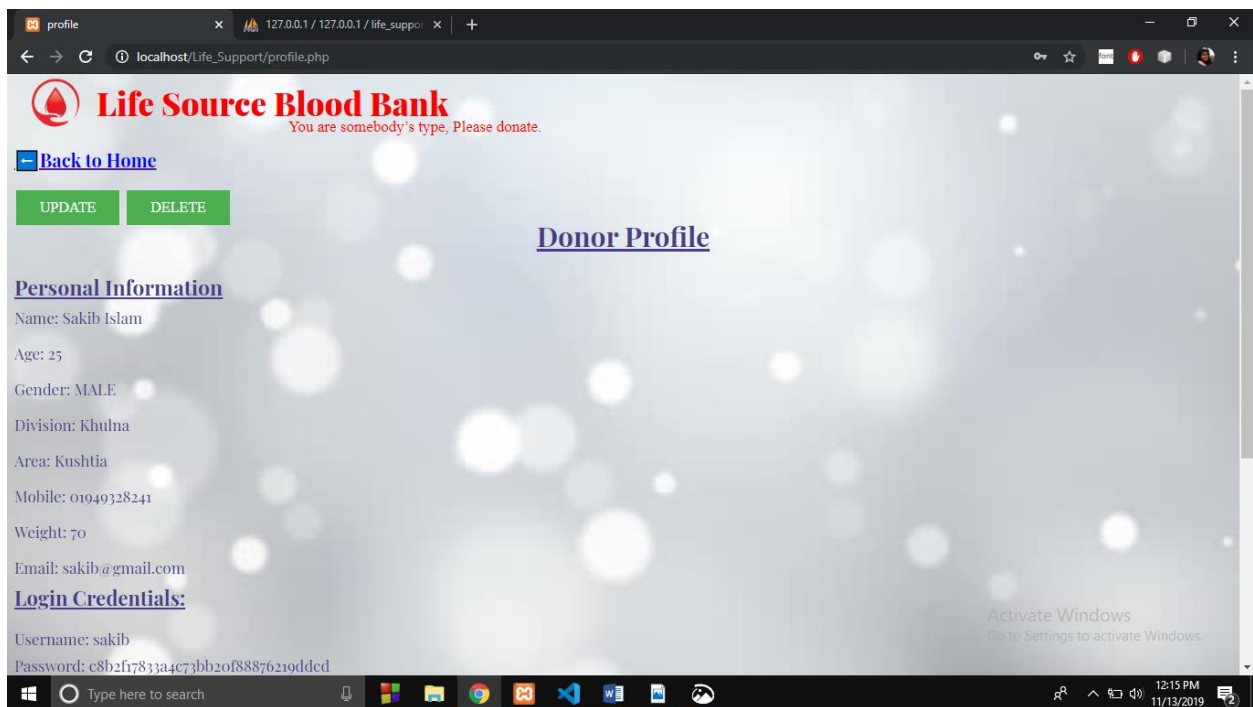 profile
127.0.0.1 / 127.0.0.1 / life_suppor
localhost/Life_Support/profile.php
font
Life Source Blood Bank
You are somebody's type, Please donate.
Back to Home
UPDATE DELETE
Donor Profile
Personal Information
Name: Sakib Islam
Age: 25
Gender: MALE
Division: Khulna
Area: Kushtia
Mobile: 01949328241
Weight: 70
Email: sakib@gmail.com
Login Credentials:
Username: sakib
Password: c8b2f17833a4c73bb20f88876219ddcd
Activate Windows
Go to Settings to activate Windows.
Type here to search
12:15 PM
11/13/2019
2